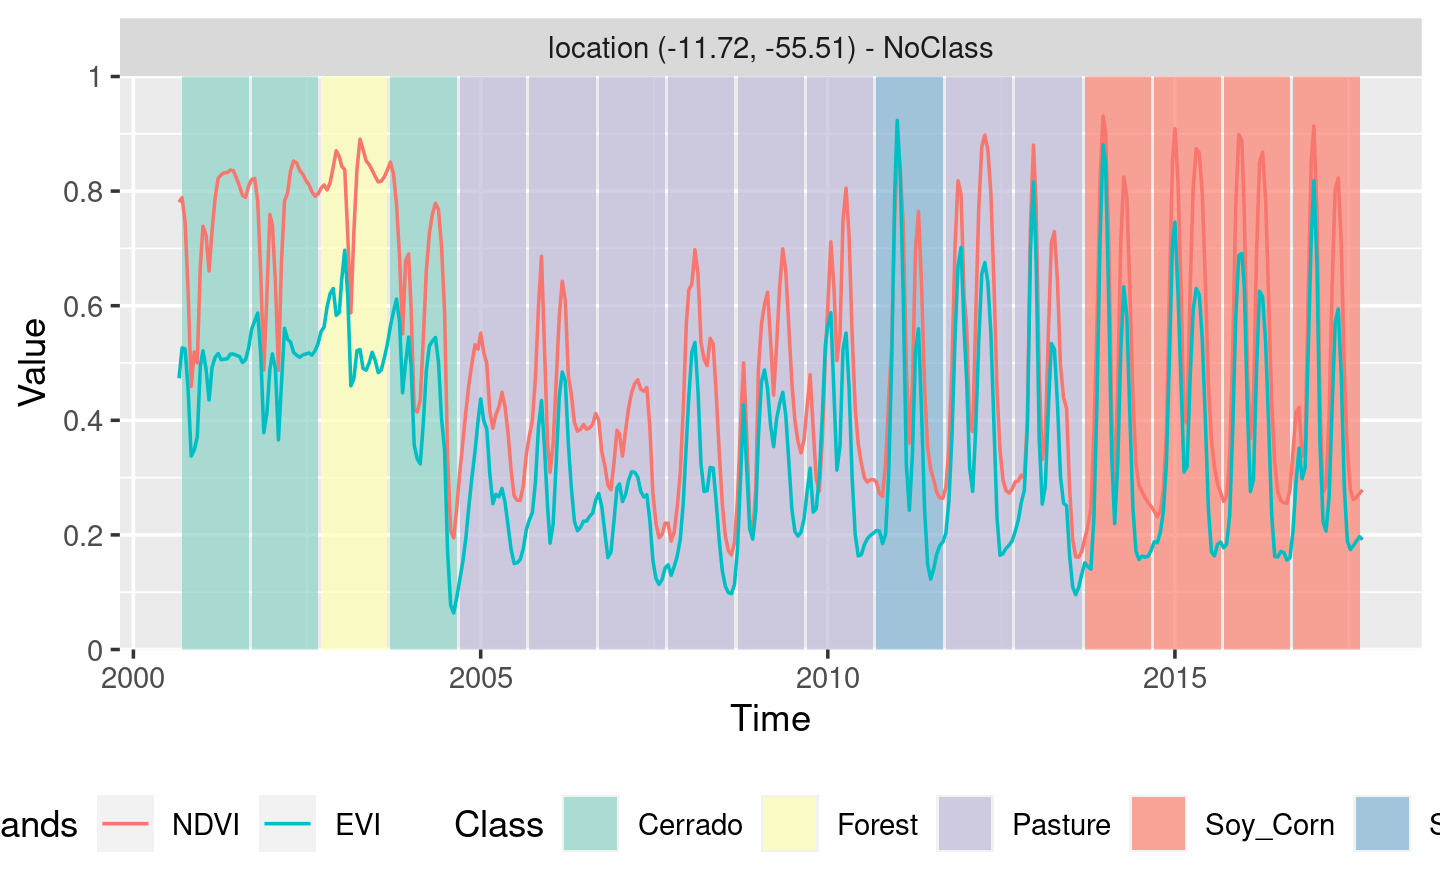 location (-11.72, -55.51) - NoClass
1
0.8
0.6
0.4
0.2
0
Value
2000 2005 2010 2015
Time
ands NDVI EVI Class Cerrado Forest Pasture Soy_Corn S